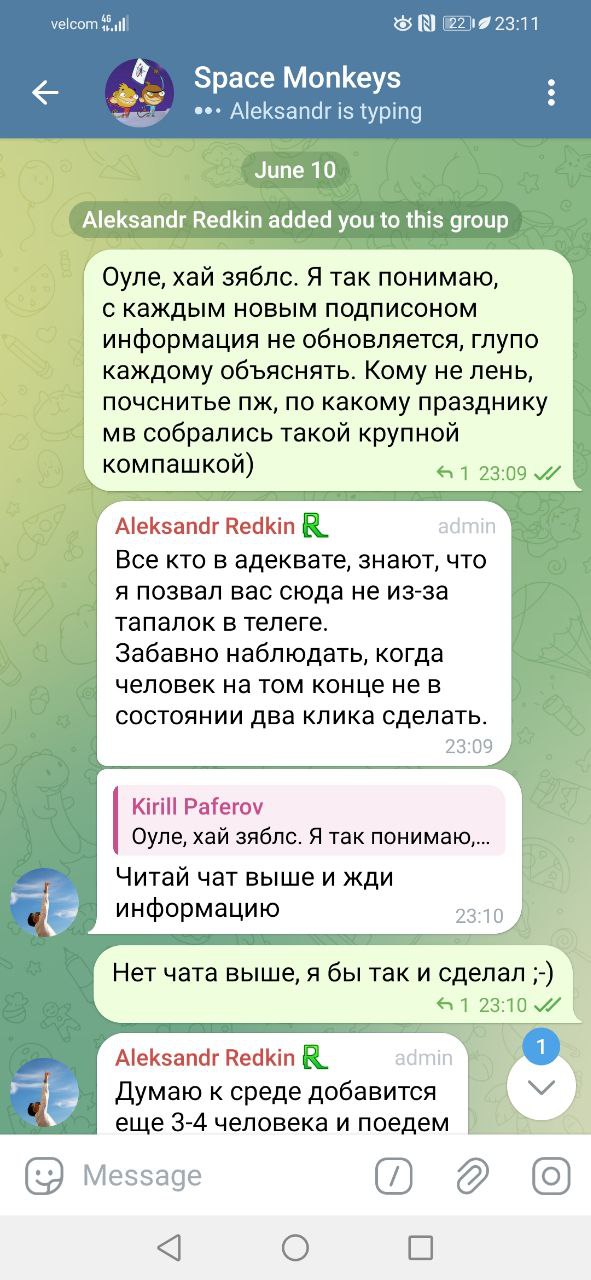 velcom 4G 22 23:11
Space Monkeys
Aleksandr is typing
June 10
Aleksandr Redkin added you to this group
Оуле, хай зяблс. Я так понимаю,
с каждым новым подписоном
информация не обновляется, глупо
каждому объяснять. Кому не лень,
почснитье пж, по какому празднику
мв собрались такой крупной
компашкой)
1 23:09
Aleksandr Redkin R admin
Все кто в адеквате, знают, что
я позвал вас сюда не из-за
тапалок в телеге.
Забавно наблюдать, когда
человек на том конце не в
состоянии два клика сделать.
23:09
Kirill Paferov
Оуле, хай зяблс. Я так понимаю,...
Читай чат выше и жди
информацию
23:10
Нет чата выше, я бы так и сделал ;-)
1 23:10
Aleksandr Redkin R admin
1
Думаю к среде добавится
еще 3-4 человека и поедем
Message